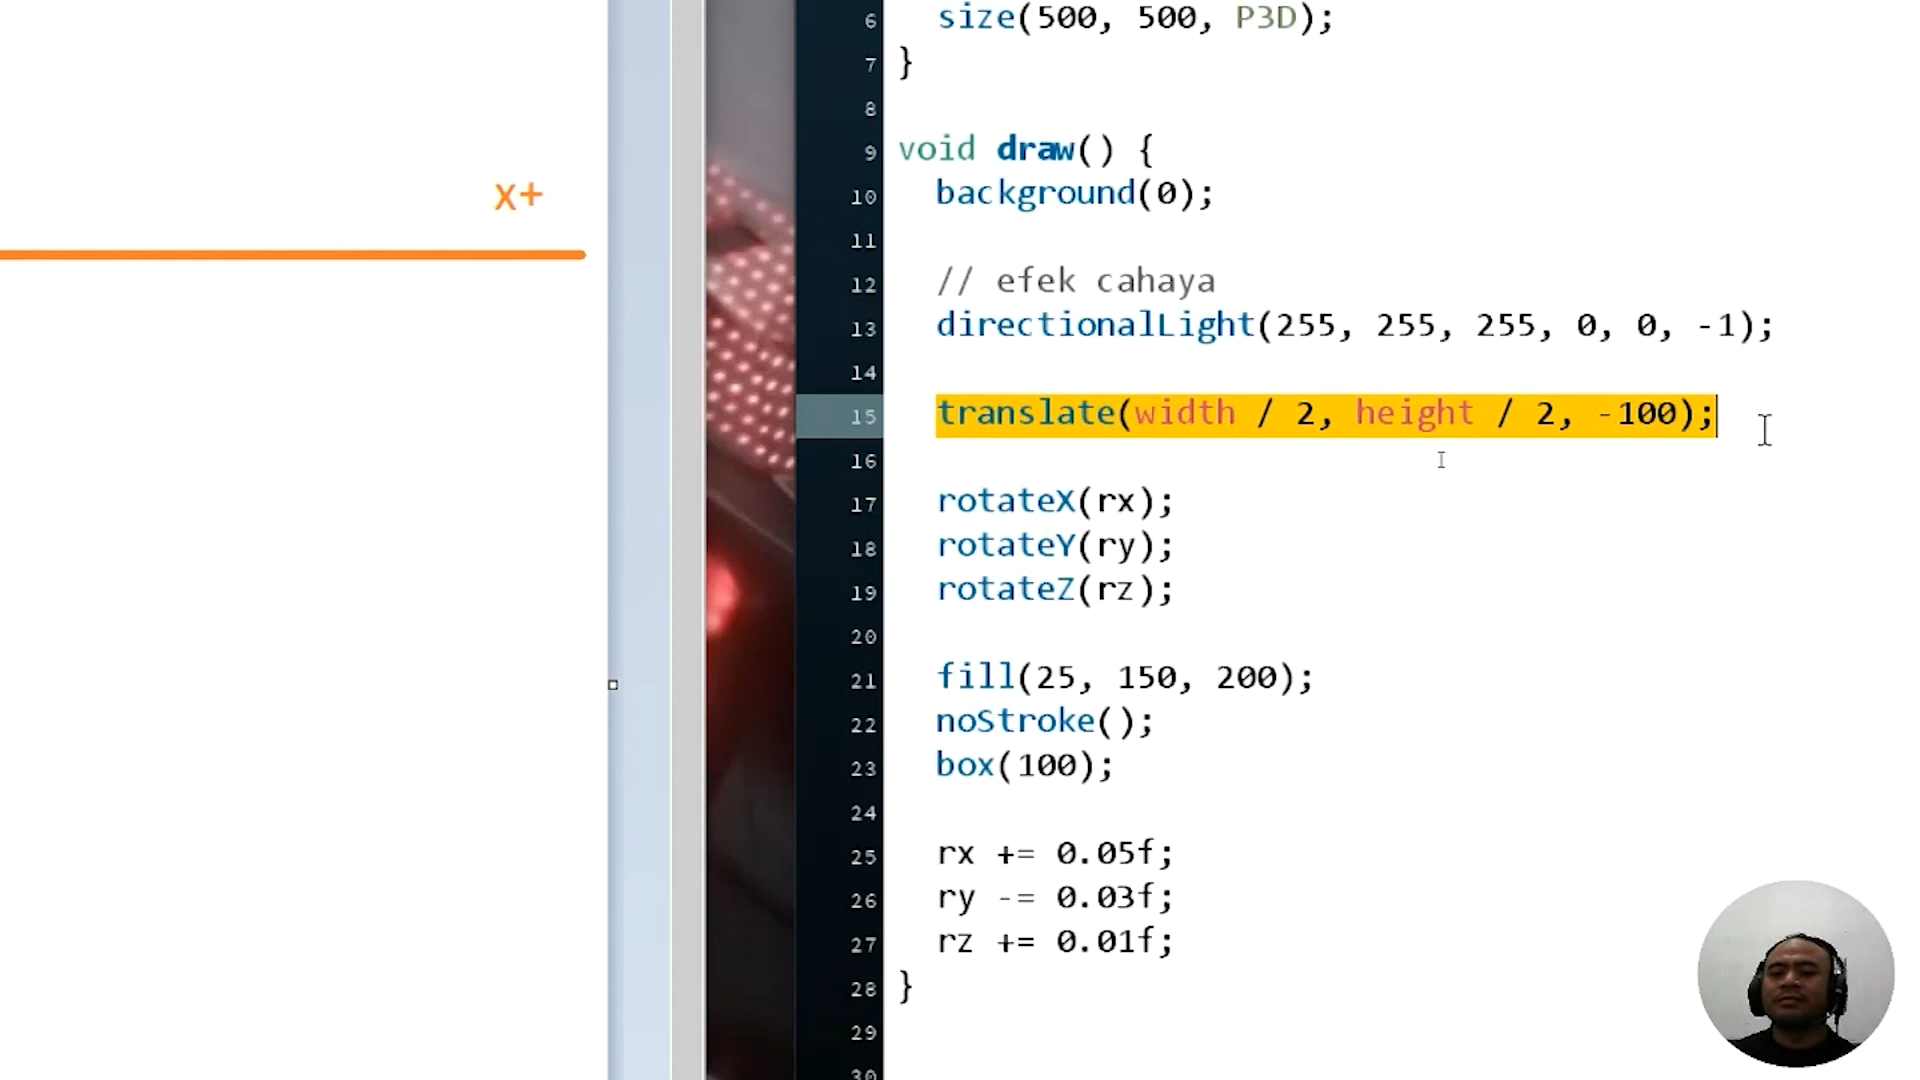 x+
6 size(500, 500, P3D);
7 }
8
9 void draw() {
10 background(0);
11
12 // efek cahaya
13 directionalLight(255, 255, 255, 0, 0, -1);
14
15 translate(width / 2, height / 2, -100);
16
17 rotateX(rx);
18 rotateY(ry);
19 rotateZ(rz);
20
21 fill(25, 150, 200);
22 noStroke();
23 box(100);
24
25 rx += 0.05f;
26 ry -= 0.03f;
27 rz += 0.01f;
28 }
29
30